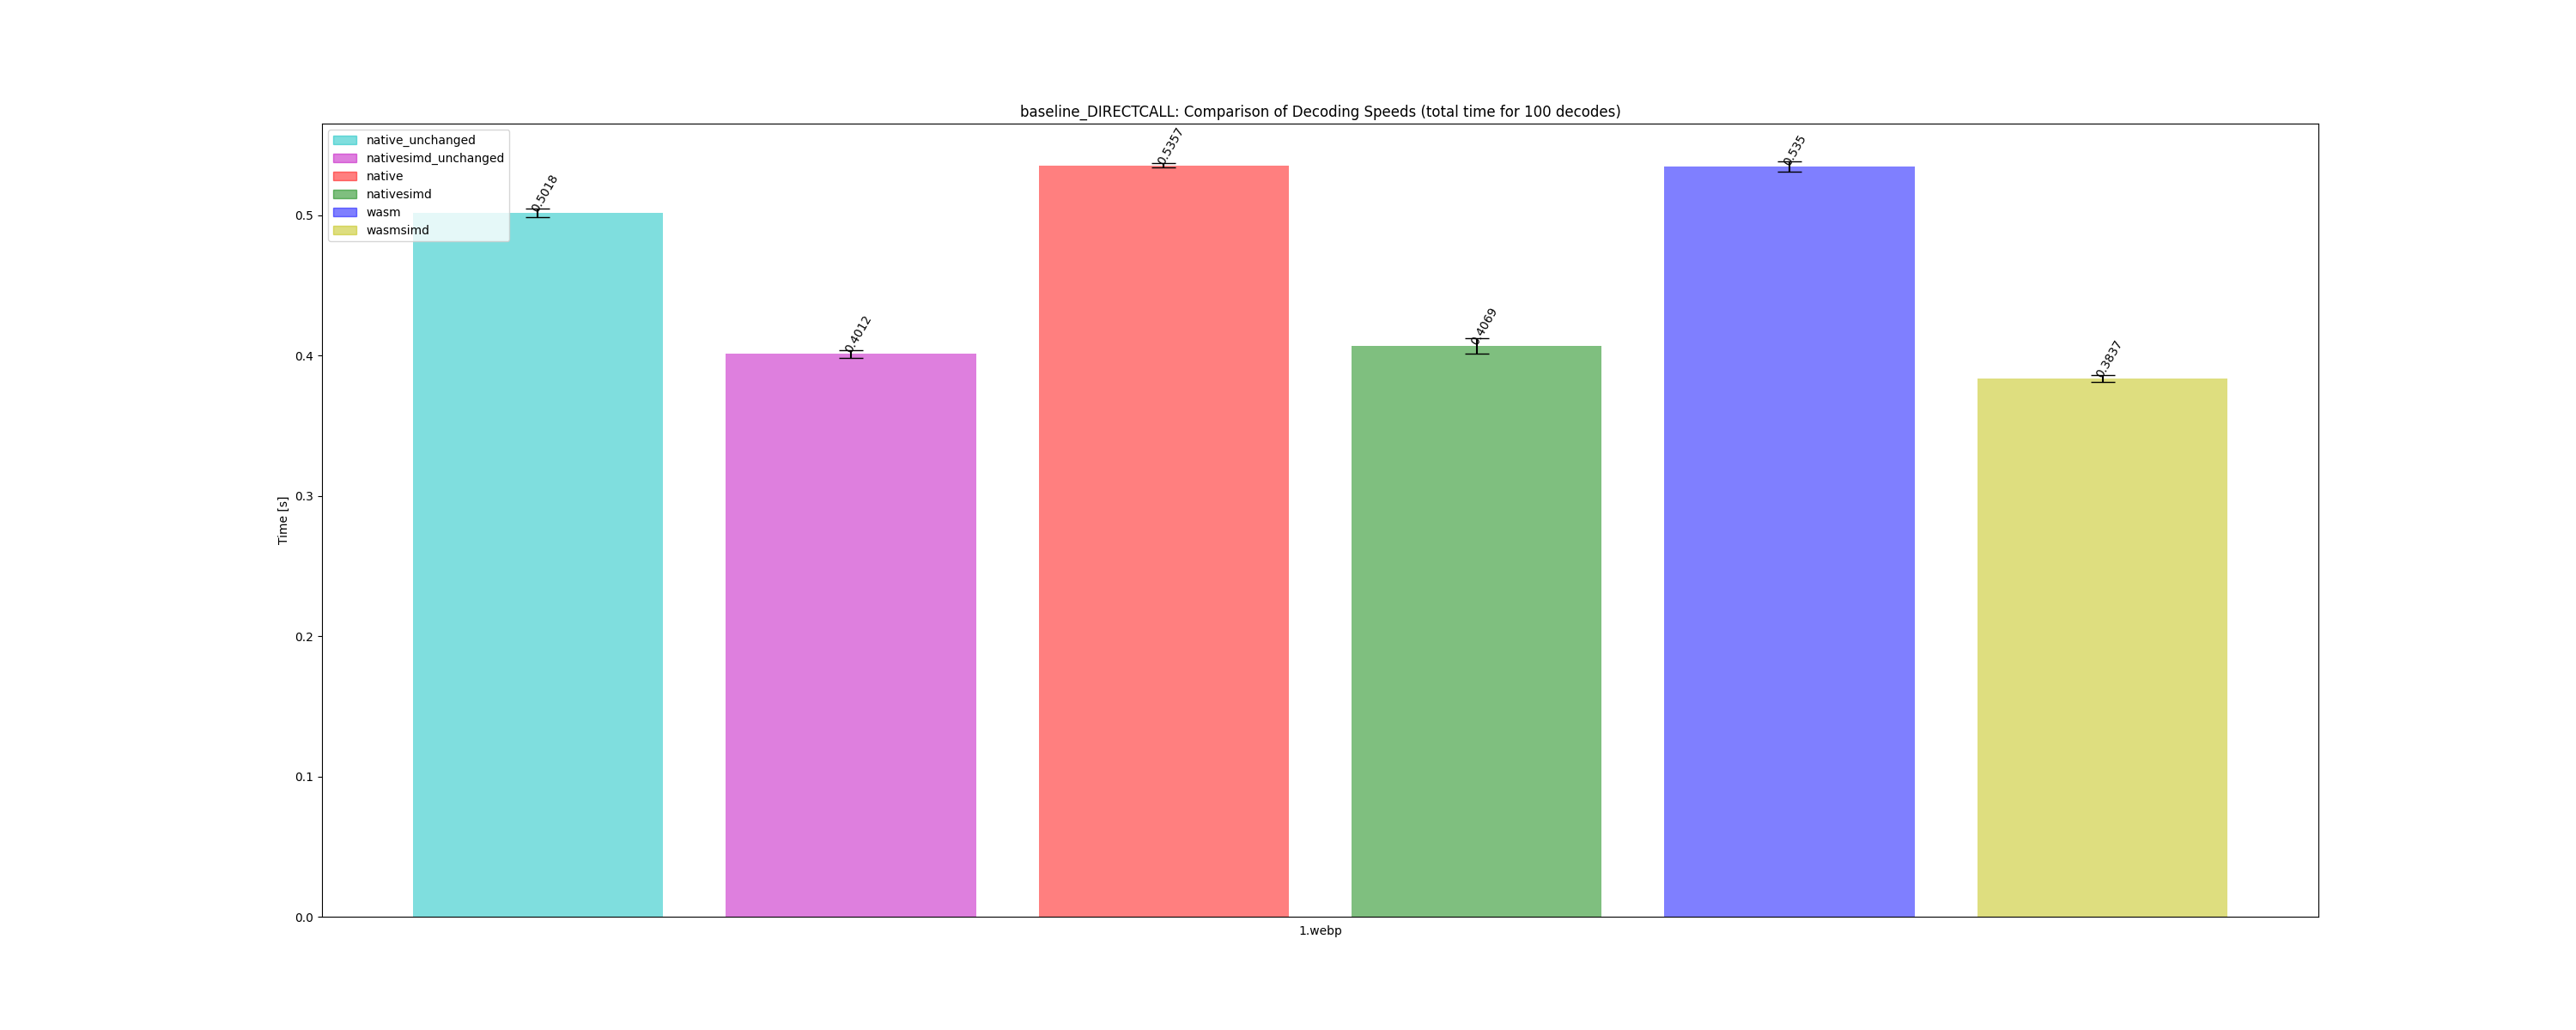 baseline_DIRECTCALL: Comparison of Decoding Speeds (total time for 100 decodes)
native_unchanged
nativesimd_unchanged
native
nativesimd
wasm
wasmsimd
0.5018
0.4012
0.5357
0.4069
0.535
0.3837
Time [s]
0.5
0.4
0.3
0.2
0.1
0.0
1.webp